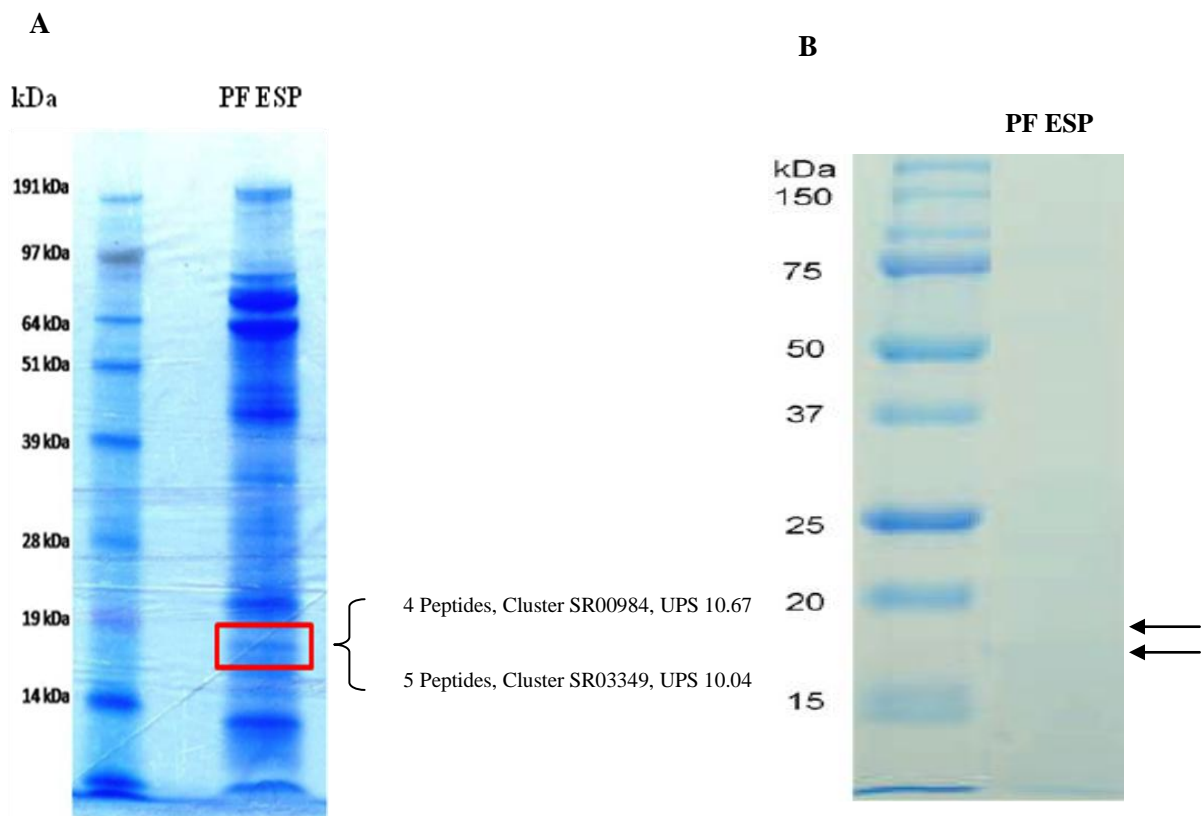 A
kDa
PF ESP
191 kDa
97 kDa
64 kDa
51 kDa
39 kDa
28 kDa
19 kDa
14 kDa
4 Peptides, Cluster SR00984, UPS 10.67
5 Peptides, Cluster SR03349, UPS 10.04
B
PF ESP
kDa
150
75
50
37
25
20
15